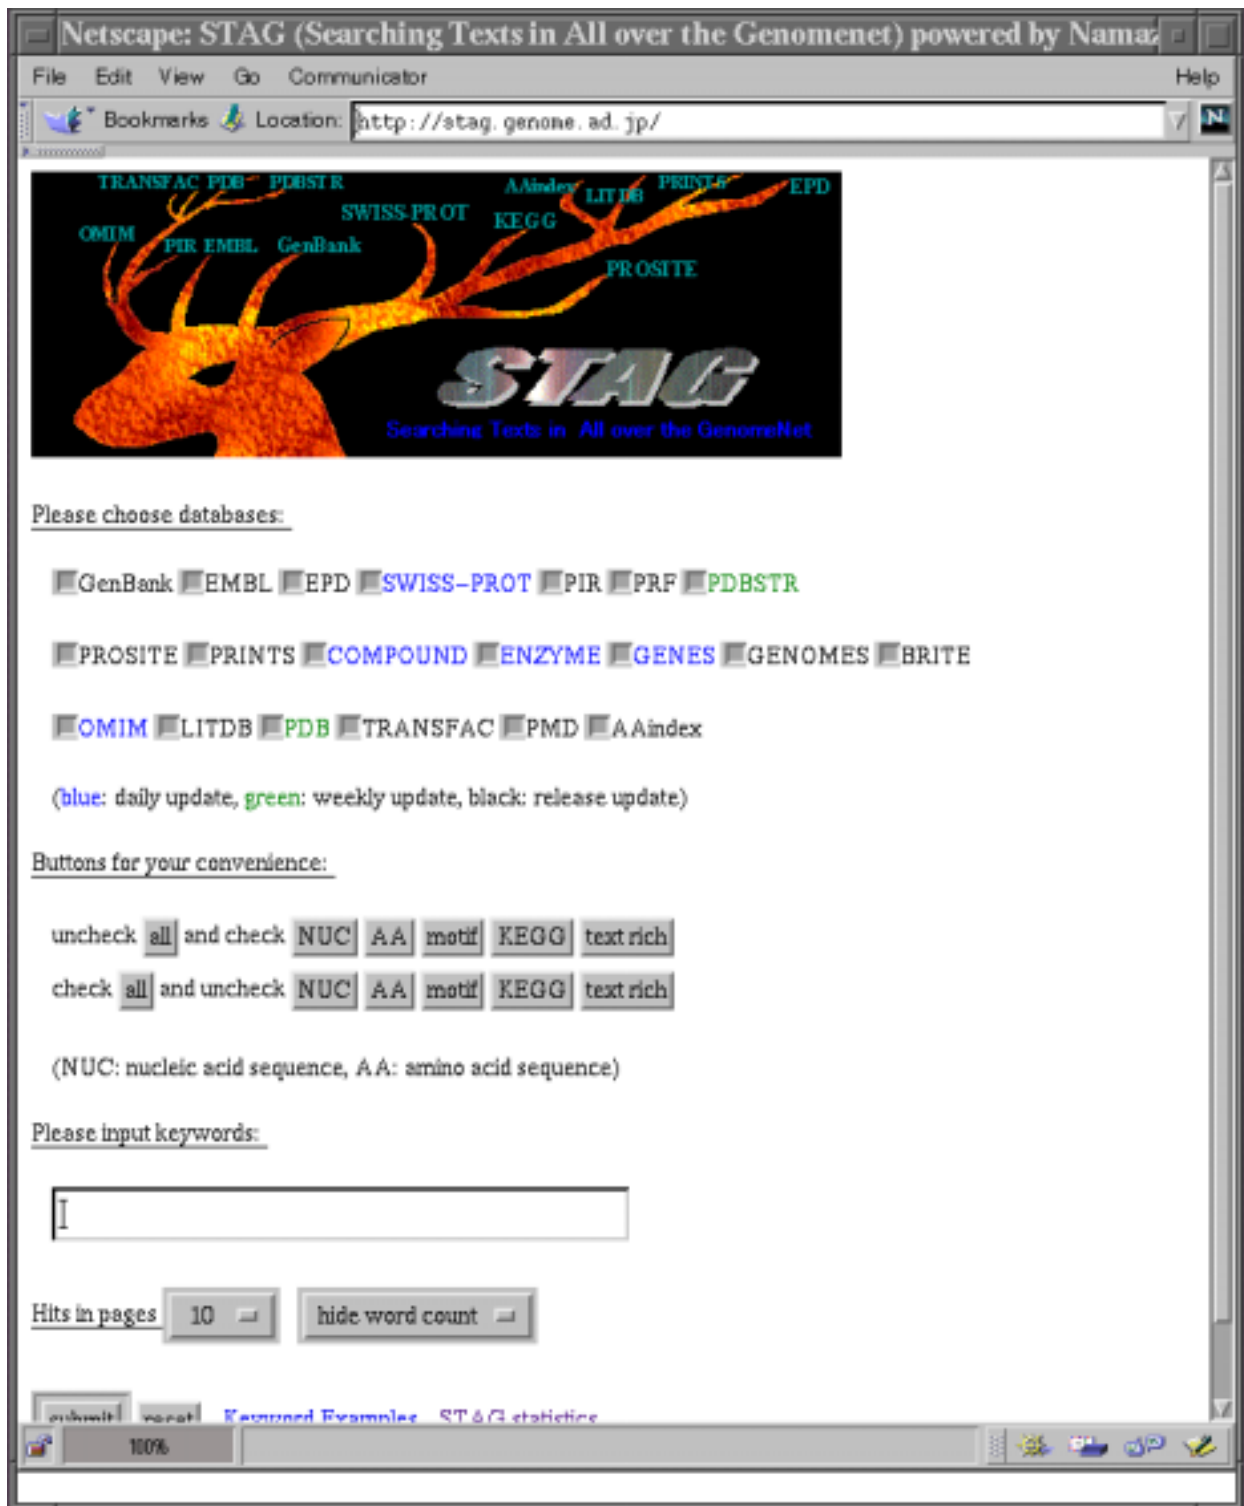 Netscape: STAG (Searching Texts in All over the Genomenet) powered by Namaz
File Edit View Go Communicator Help
Bookmarks Location: http://stag.genome.ad.jp/
TRANSFAC PDB PDBSTR AAindex LITDB PRINTS EPD
OMIM PIR EMBL GenBank SWISS-PROT KEGG
PROSITE
STAG
Searching Texts in All over the GenomeNet
Please choose databases:
GenBank EMBL EPD SWISS-PROT PIR PRF PDBSTR
PROSITE PRINTS COMPOUND ENZYME GENES GENOMES BRITE
OMIM LITDB PDB TRANSFAC PMD AAindex
(blue: daily update, green: weekly update, black: release update)
Buttons for your convenience:
uncheck all and check NUC AA motif KEGG text rich
check all and uncheck NUC AA motif KEGG text rich
(NUC: nucleic acid sequence, AA: amino acid sequence)
Please input keywords:
Hits in pages 10 hide word count
submit reset Keyword Examples STAG statistics
100%